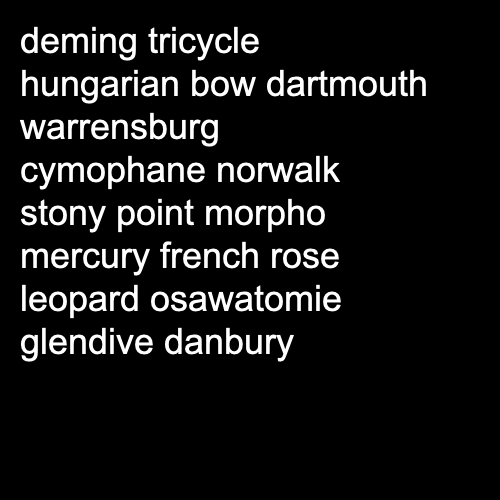 deming tricycle
hungarian bow dartmouth
warrensburg
cymophane norwalk
stony point morpho
mercury french rose
leopard osawatomie
glendive danbury